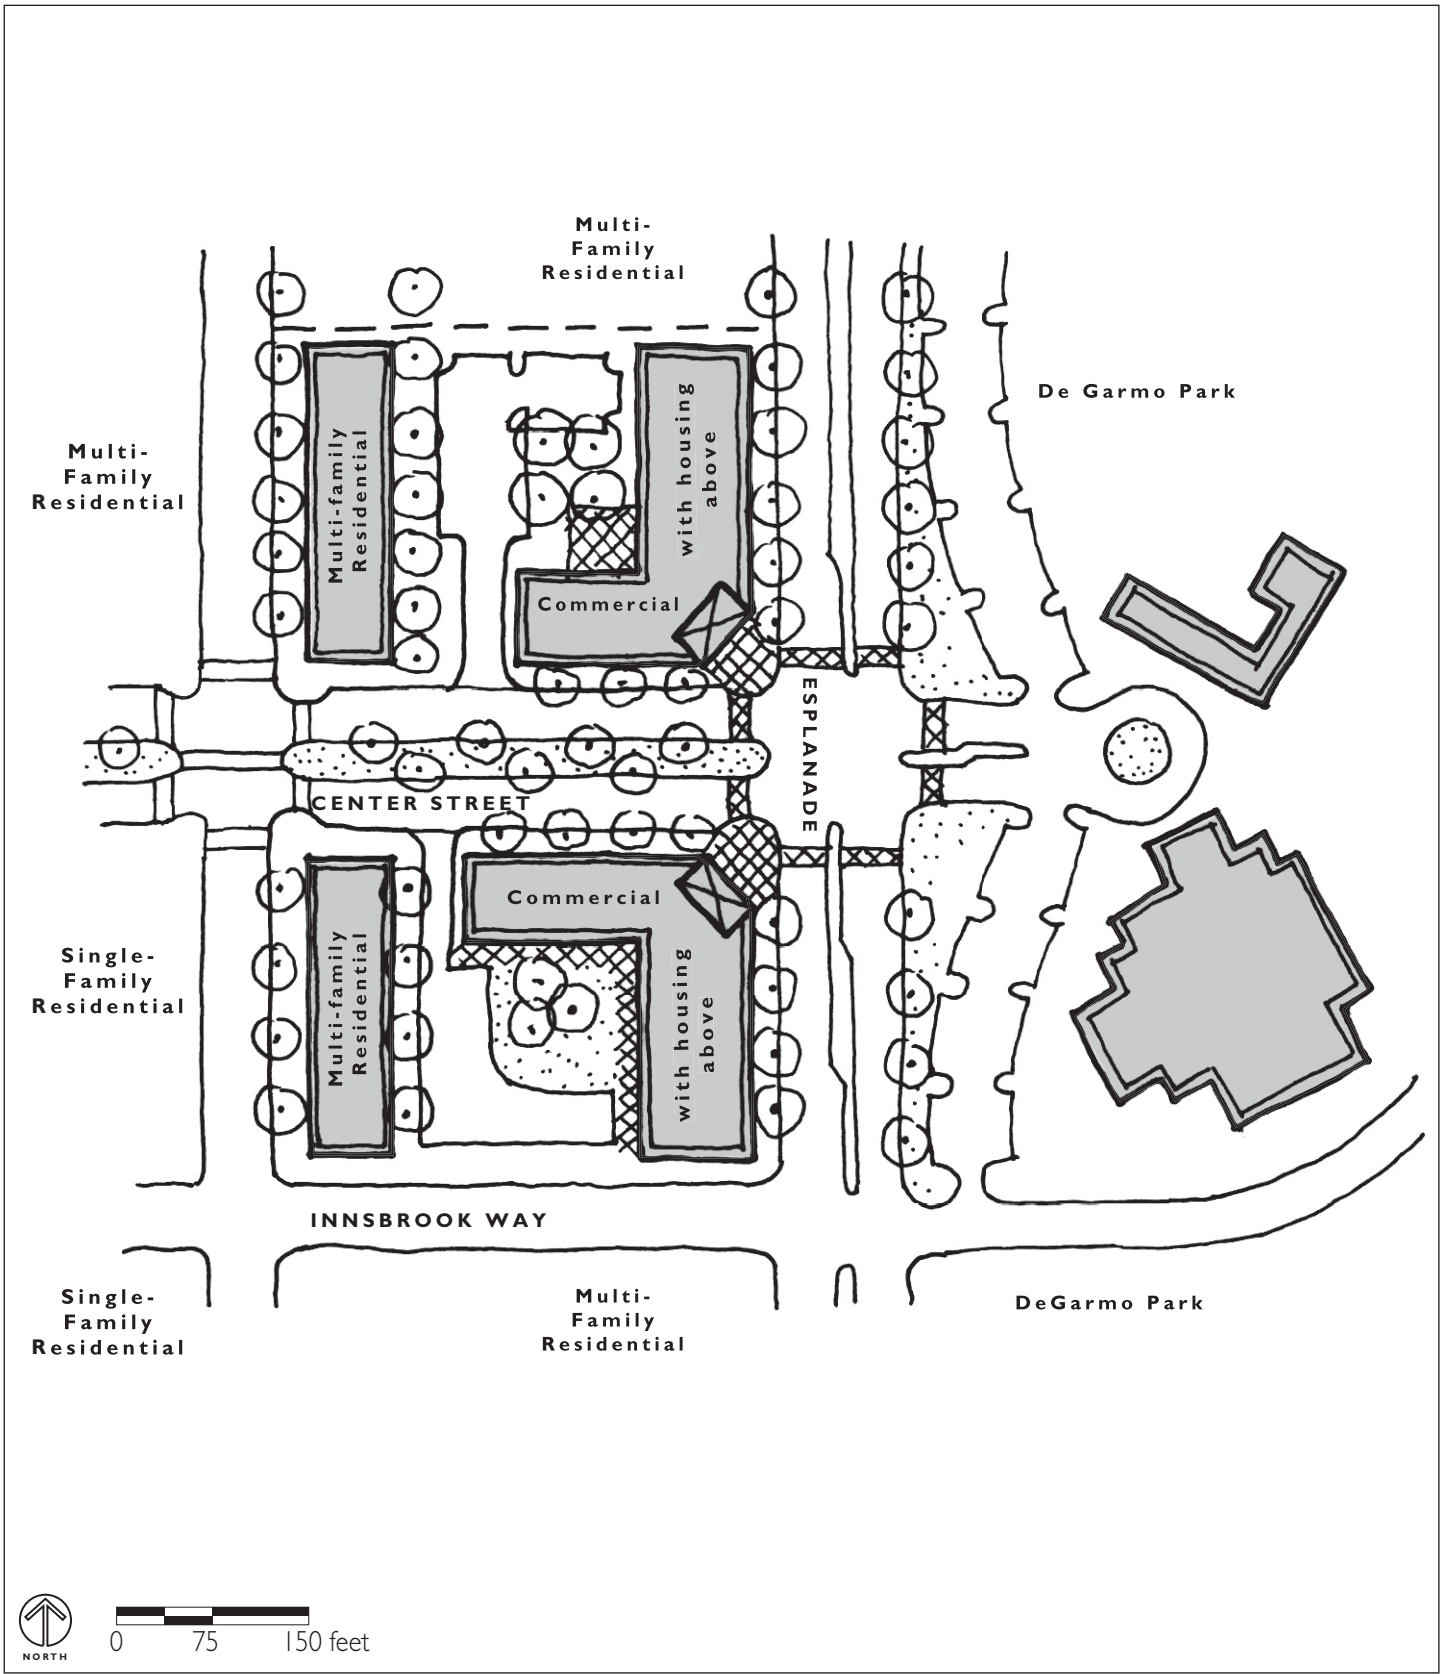 Multi-
Family
Residential
De Garmo Park
Multi-
Family
Residential
Multi-family
Residential
with housing
above
Commercial
ESPLANADE
CENTER STREET
Commercial
Single-
Family
Residential
Multi-family
Residential
with housing
above
INNSBROOK WAY
Single-
Family
Residential
Multi-
Family
Residential
DeGarmo Park
NORTH
0 75 150 feet